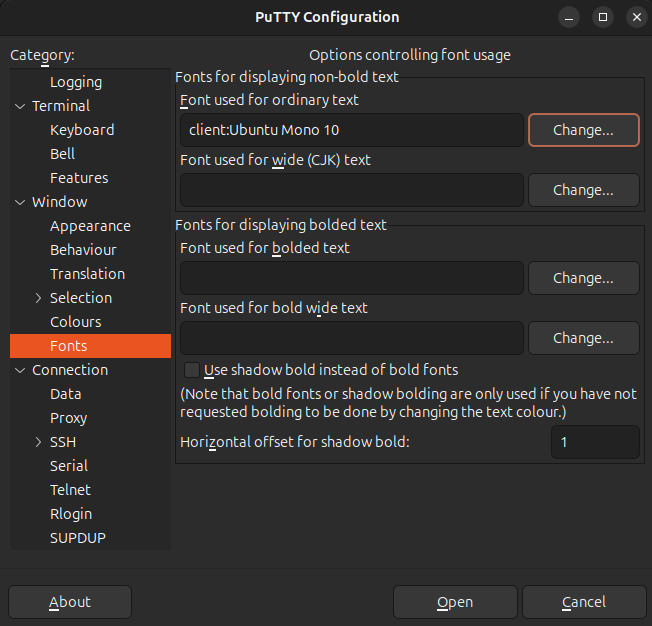 PuTTY Configuration
Category:
Logging
Terminal
Keyboard
Bell
Features
Window
Appearance
Behaviour
Translation
Selection
Colours
Fonts
Connection
Data
Proxy
SSH
Serial
Telnet
Rlogin
SUPDUP
Options controlling font usage
Fonts for displaying non-bold text
Font used for ordinary text
client:Ubuntu Mono 10
Change...
Font used for wide (CJK) text
Change...
Fonts for displaying bolded text
Font used for bolded text
Change...
Font used for bold wide text
Change...
Use shadow bold instead of bold fonts
(Note that bold fonts or shadow bolding are only used if you have not
requested bolding to be done by changing the text colour.)
Horizontal offset for shadow bold:
1
About
Open
Cancel